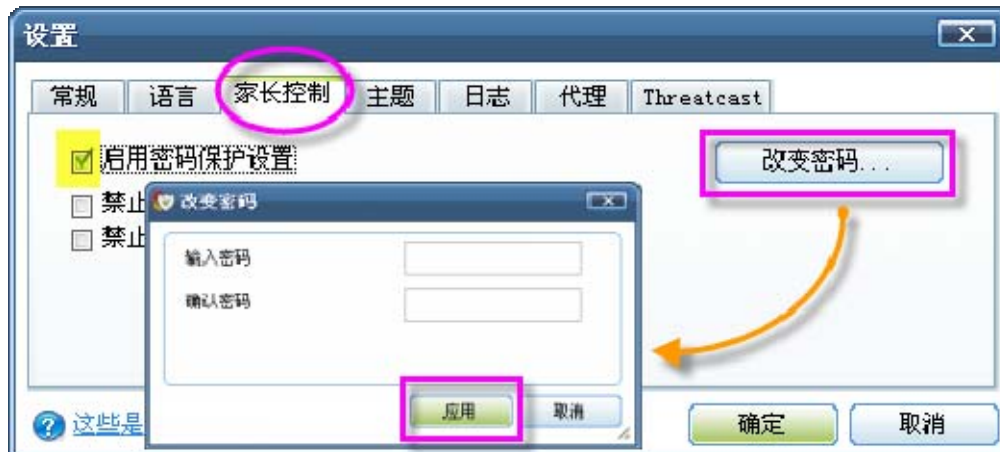 设置
常规 语言 家长控制 主题 日志 代理 Threatcast
启用密码保护设置
改变密码...
禁止
禁止
改变密码
输入密码
确认密码
应用 取消
这些是
确定 取消